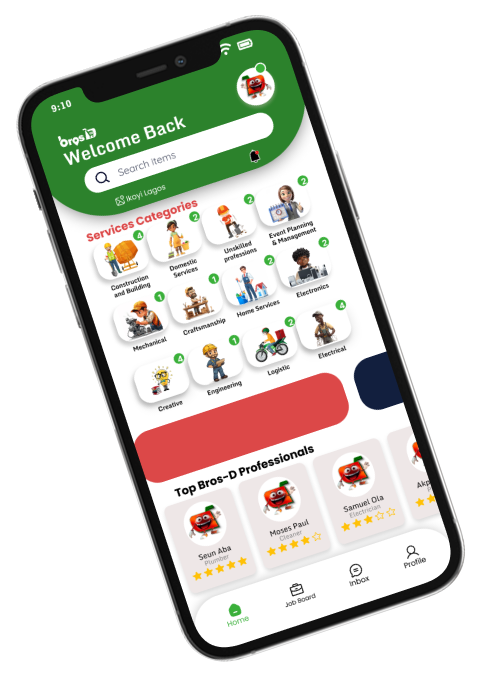 9:10
bros
Welcome Back
Search items
Ikoyi Lagos
Services Categories
4
2
2
2
Construction
and Building
Domestic
Services
Unskilled
professions
Event Planning
& Management
1
1
2
2
Mechanical
Craftsmanship
Home Services
Electronics
4
1
2
4
Creative
Engineering
Logistic
Electrical
Top Bros-D Professionals
Seun Aba
Plumber
Moses Paul
Cleaner
Samuel Ola
Electrician
Akp
Home
Job Board
Inbox
Profile